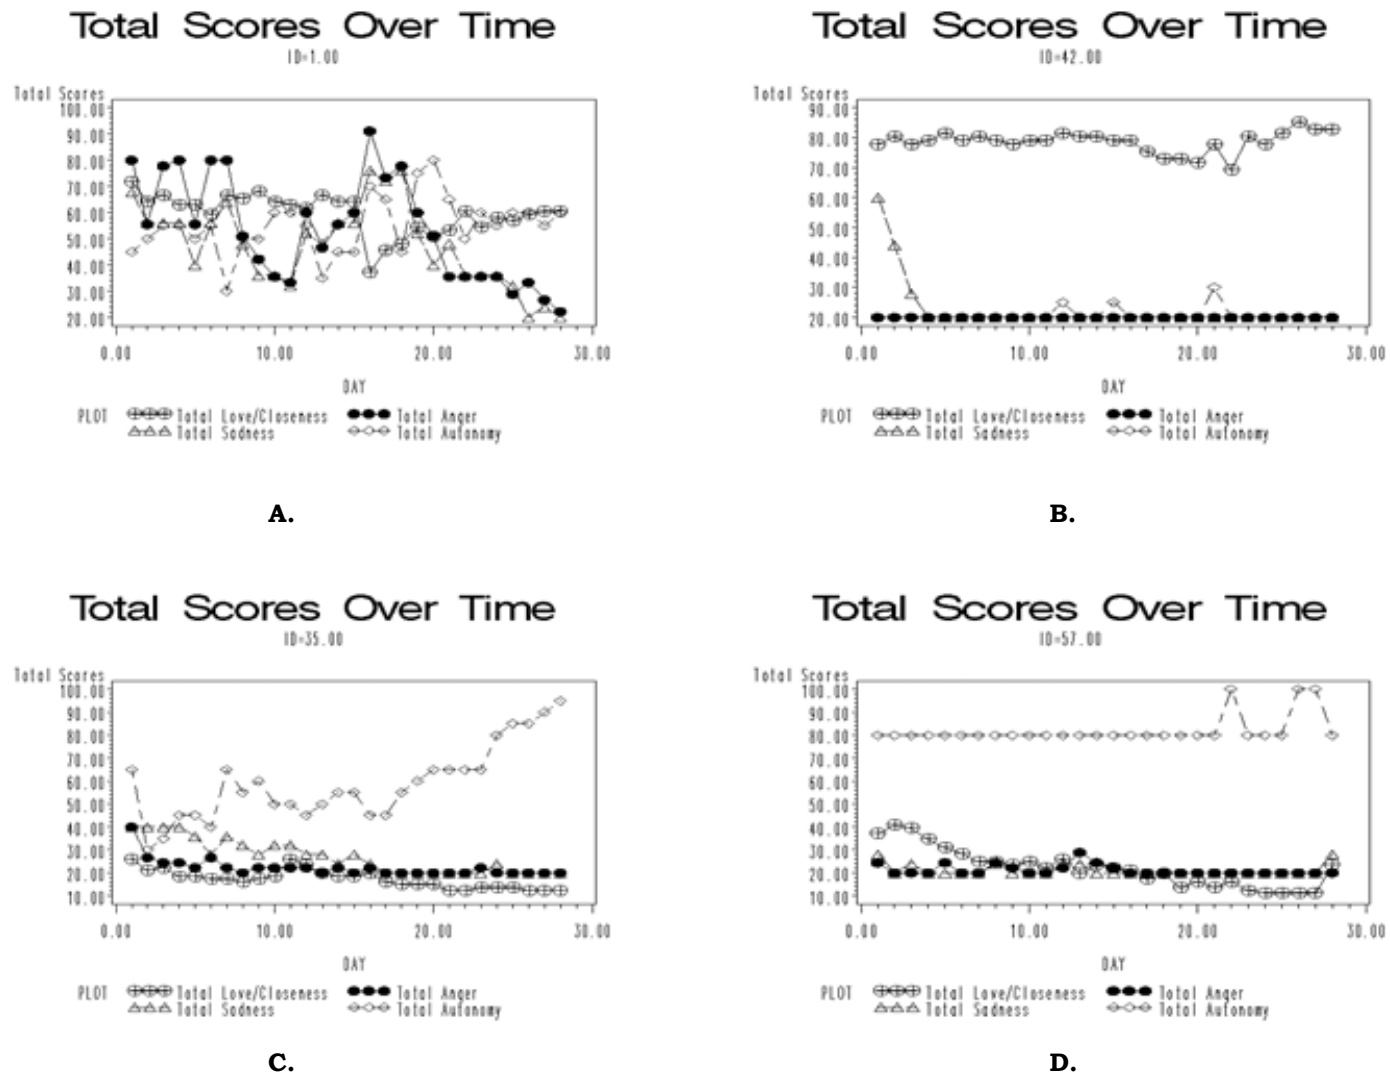 Total Scores Over Time
ID=1.00
Total Scores
100.00
90.00
80.00
70.00
60.00
50.00
40.00
30.00
20.00
0.00 10.00 20.00 30.00
DAY
PLOT Total Love/Closeness Total Anger
Total Sadness Total Autonomy
A.
Total Scores Over Time
ID=42.00
Total Scores
90.00
80.00
70.00
60.00
50.00
40.00
30.00
20.00
0.00 10.00 20.00 30.00
DAY
PLOT Total Love/Closeness Total Anger
Total Sadness Total Autonomy
B.
Total Scores Over Time
ID=35.00
Total Scores
100.00
90.00
80.00
70.00
60.00
50.00
40.00
30.00
20.00
10.00
0.00 10.00 20.00 30.00
DAY
PLOT Total Love/Closeness Total Anger
Total Sadness Total Autonomy
C.
Total Scores Over Time
ID=57.00
Total Scores
100.00
90.00
80.00
70.00
60.00
50.00
40.00
30.00
20.00
10.00
0.00 10.00 20.00 30.00
DAY
PLOT Total Love/Closeness Total Anger
Total Sadness Total Autonomy
D.